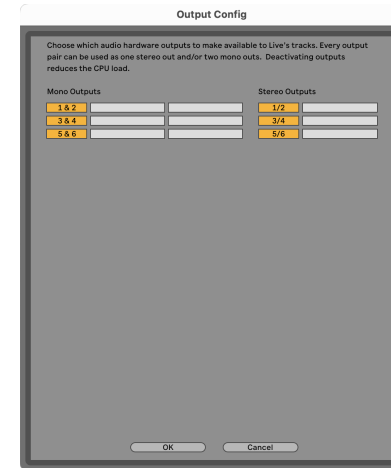 Output Config
Choose which audio hardware outputs to make available to Live's tracks. Every output
pair can be used as one stereo out and/or two mono outs. Deactivating outputs
reduces the CPU load.
Mono Outputs Stereo Outputs
1 & 2 1/2
3 & 4 3/4
5 & 6 5/6
OK Cancel